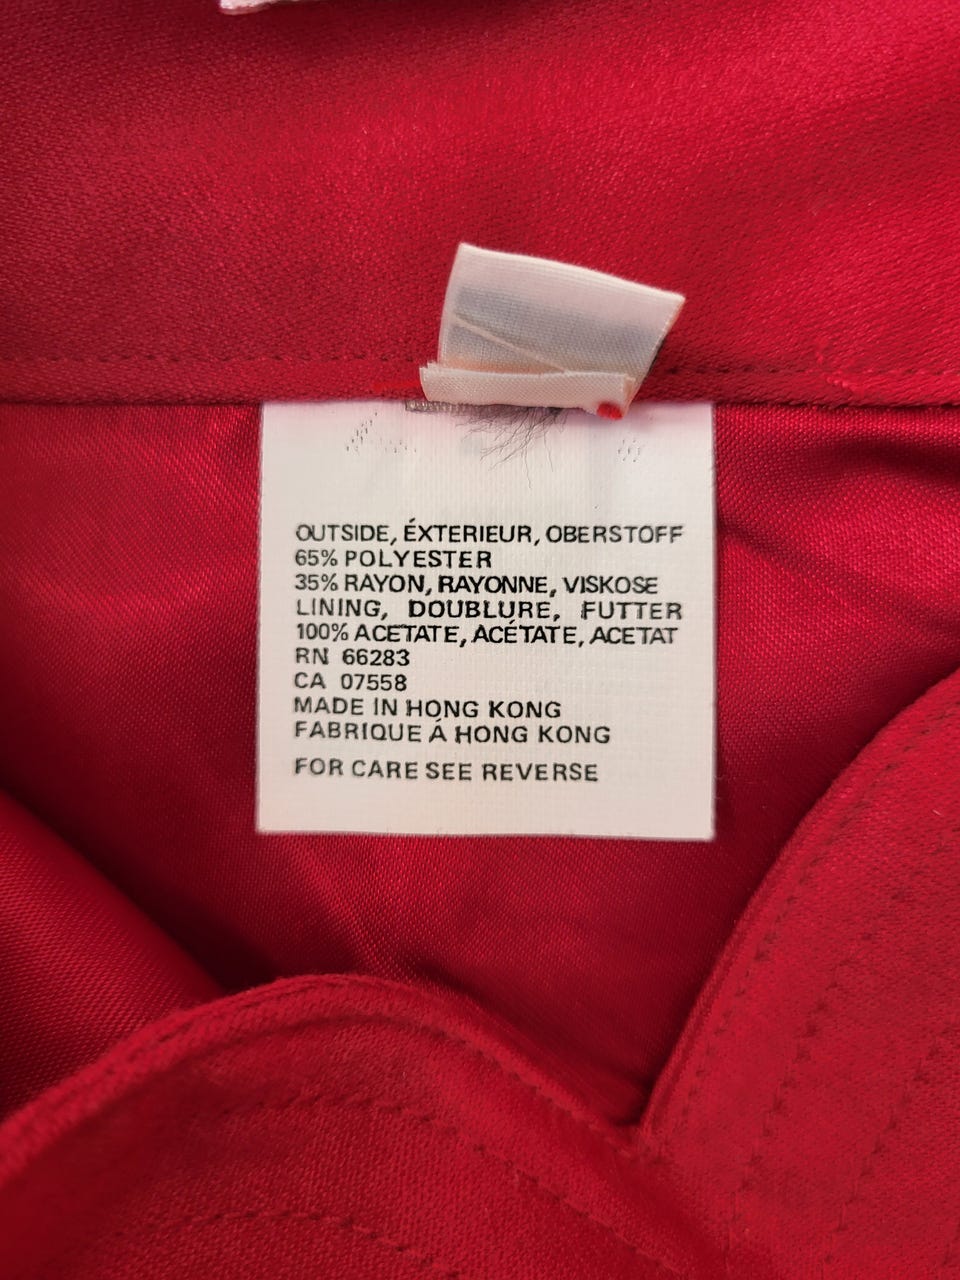 OUTSIDE, ÉXTERIEUR, OBERSTOFF
65% POLYESTER
35% RAYON, RAYONNE, VISKOSE
LINING, DOUBLURE, FUTTER
100% ACETATE, ACÉTATE, ACETAT
RN 66283
CA 07558
MADE IN HONG KONG
FABRIQUE Á HONG KONG
FOR CARE SEE REVERSE